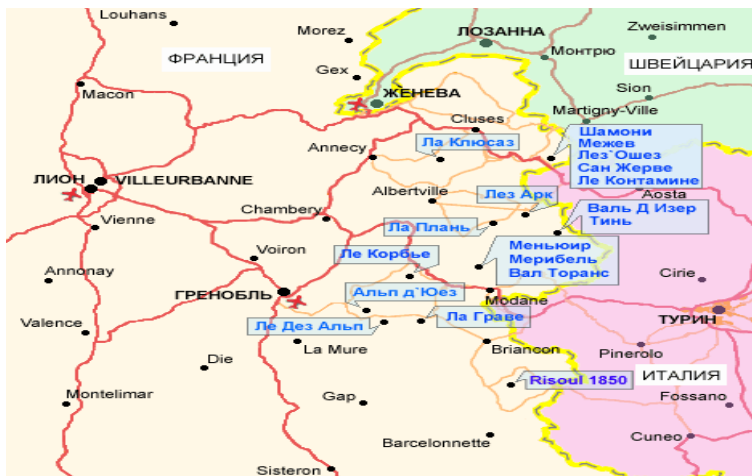 Louhans
Morez
ЛОЗАННА
Zweisimmen
ФРАНЦИЯ
Монтрю
ШВЕЙЦАРИЯ
Gex
Macon
ЖЕНЕВА
Sion
Martigny-Ville
Cluses
Шамони
Межев
Лез`Ошез
Сан Жерве
Ле Контамине
Ла Клюсаз
Annecy
ЛИОН
VILLEURBANNE
Albertville
Лез Арк
Aosta
Vienne
Chambery
Ла Плань
Валь Д Изер
Тинь
Voiron
Ле Корбье
Меньюир
Мерибель
Вал Торанс
Annonay
Cirie
ГРЕНОБЛЬ
Альп д`Юез
Modane
ТУРИН
Valence
Ле Дез Альп
Ла Граве
La Mure
Briancon
Pinerolo
Die
Risoul 1850
ИТАЛИЯ
Montelimar
Gap
Fossano
Barcelonnette
Cuneo
Sisteron